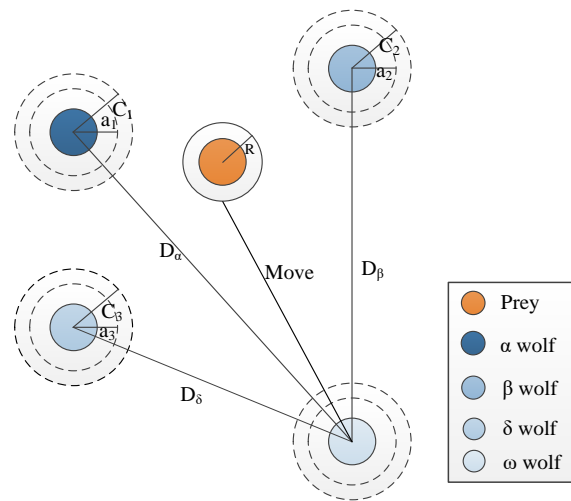 C₂
a₂
C₁
a₁
R
Dα
Move
Dβ
C₃
a₃
Dδ
Prey
α wolf
β wolf
δ wolf
ω wolf